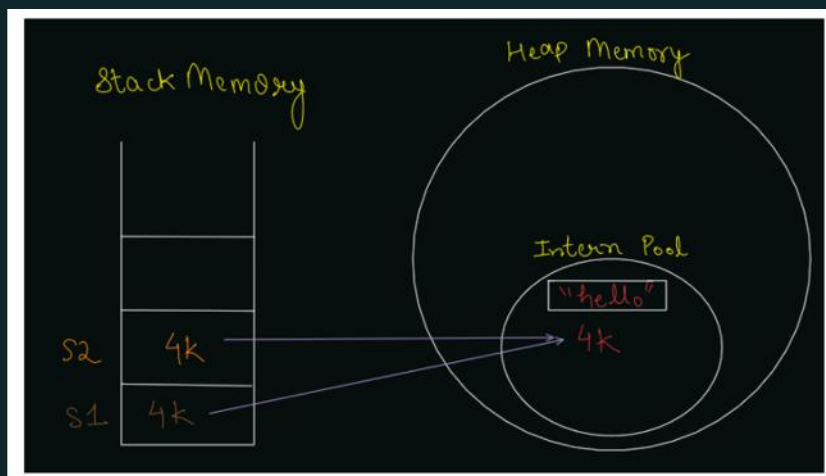 Stack Memory
Heap Memory
Intern Pool
"hello"
S2 4k 4k
S1 4k